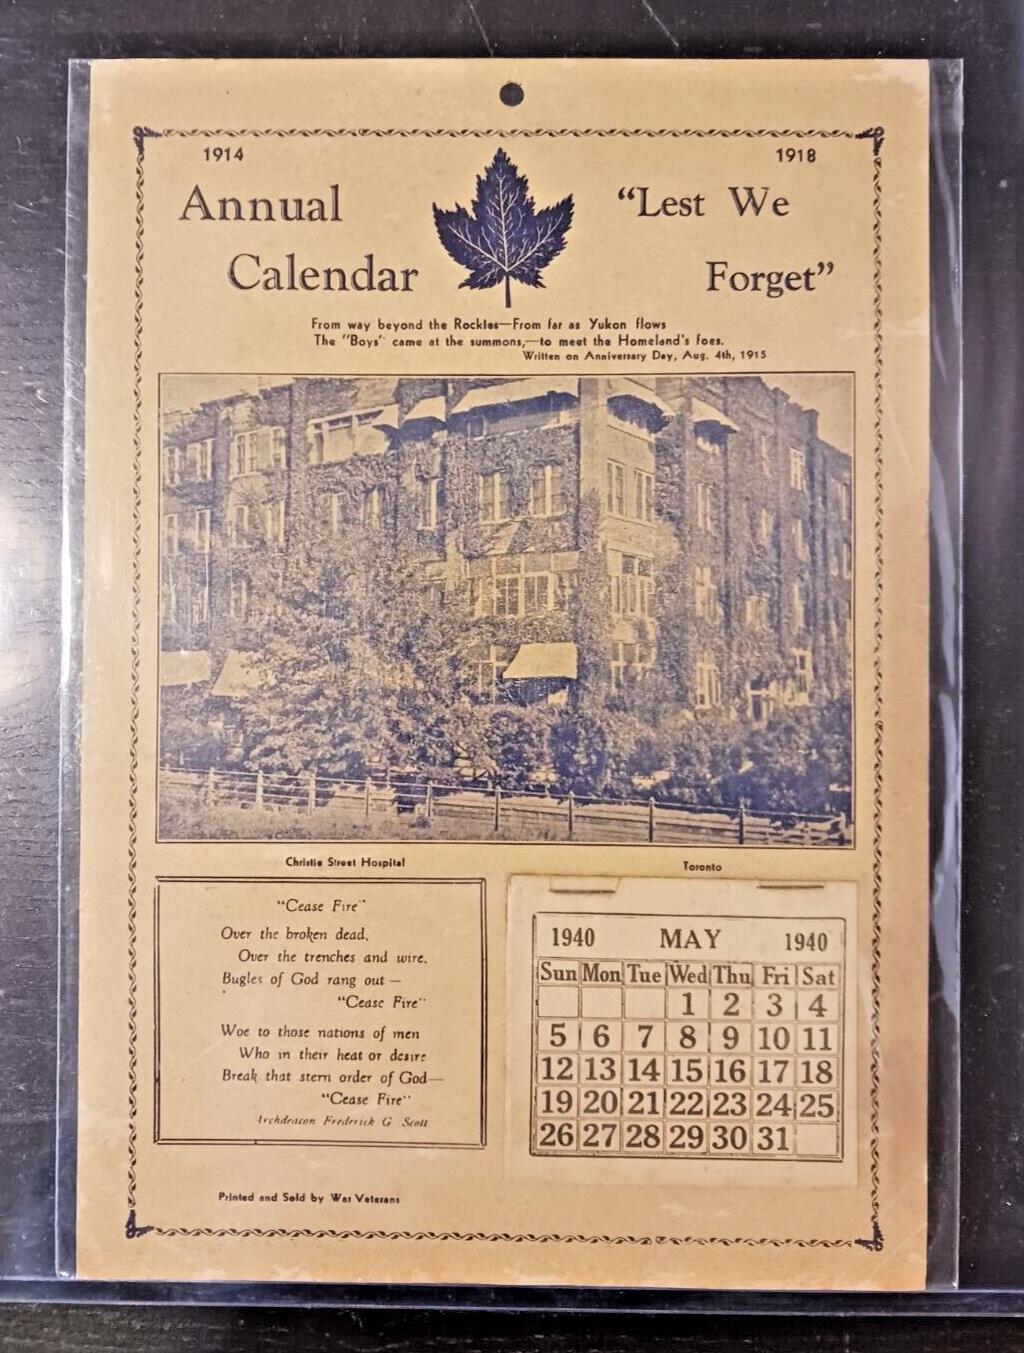 1914
1918
Annual
Calendar
“Lest We
Forget”
From way beyond the Rockies—From far as Yukon flows
The "Boys" came at the summons,—to meet the Homeland's foes.
Written on Anniversary Day, Aug. 4th, 1915
Christie Street Hospital
Toronto
"Cease Fire"
Over the broken dead,
Over the trenches and wire,
Bugles of God rang out —
"Cease Fire"
Woe to those nations of men
Who in their heat or desire
Break that stern order of God—
"Cease Fire"
Archdeacon Frederick G Scott
1940 MAY 1940
Sun Mon Tue Wed Thu Fri Sat
1 2 3 4
5 6 7 8 9 10 11
12 13 14 15 16 17 18
19 20 21 22 23 24 25
26 27 28 29 30 31
Printed and Sold by War Veterans